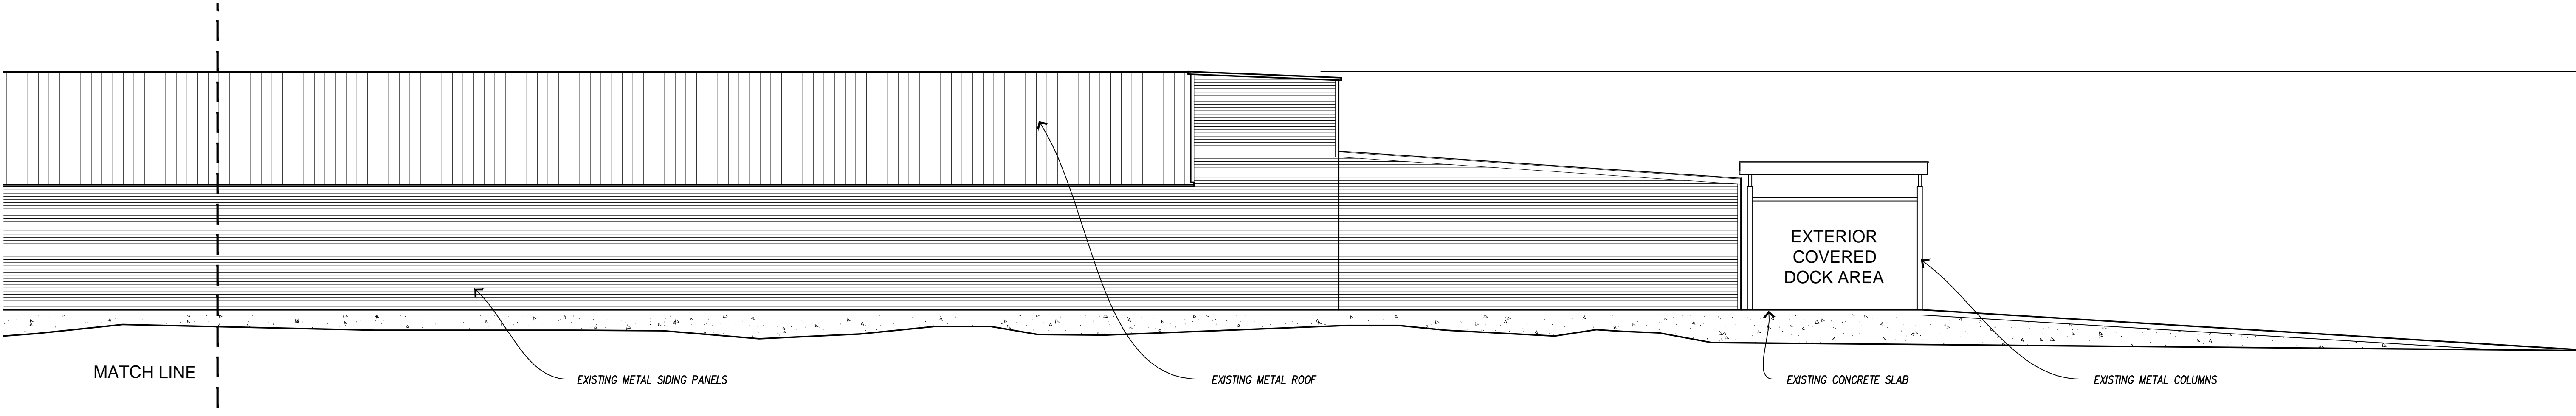 EXTERIOR
COVERED
DOCK AREA
MATCH LINE
EXISTING METAL SIDING PANELS
EXISTING METAL ROOF
EXISTING CONCRETE SLAB
EXISTING METAL COLUMNS